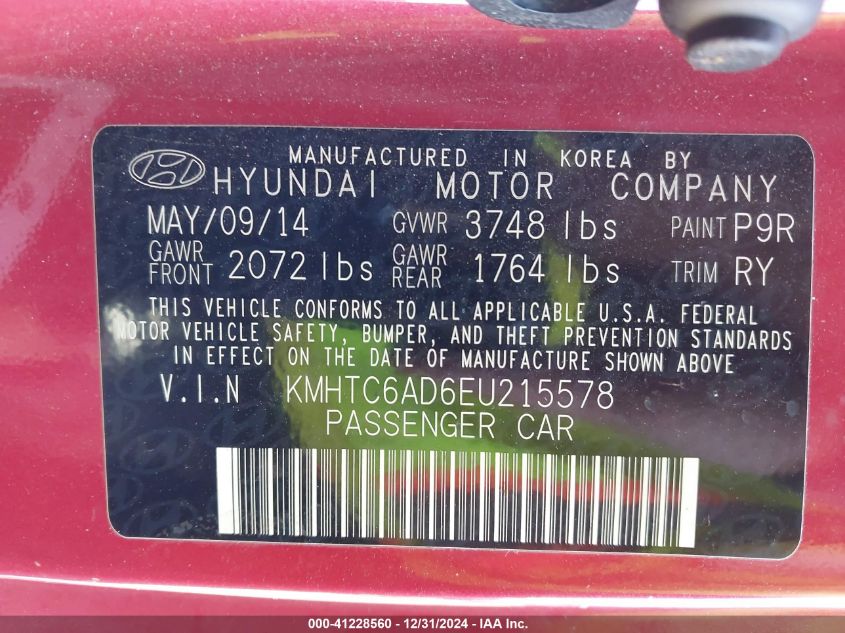 MANUFACTURED IN KOREA BY
HYUNDAI MOTOR COMPANY
MAY/09/14 GVWR 3748 lbs PAINT P9R
GAWR FRONT 2072 lbs GAWR REAR 1764 lbs TRIM RY
THIS VEHICLE CONFORMS TO ALL APPLICABLE U.S.A. FEDERAL
MOTOR VEHICLE SAFETY, BUMPER, AND THEFT PREVENTION STANDARDS
IN EFFECT ON THE DATE OF MANUFACTURE SHOWN ABOVE
V.I.N KMHTC6AD6EU215578
PASSENGER CAR
000-41228560 - 12/31/2024 - IAA Inc.